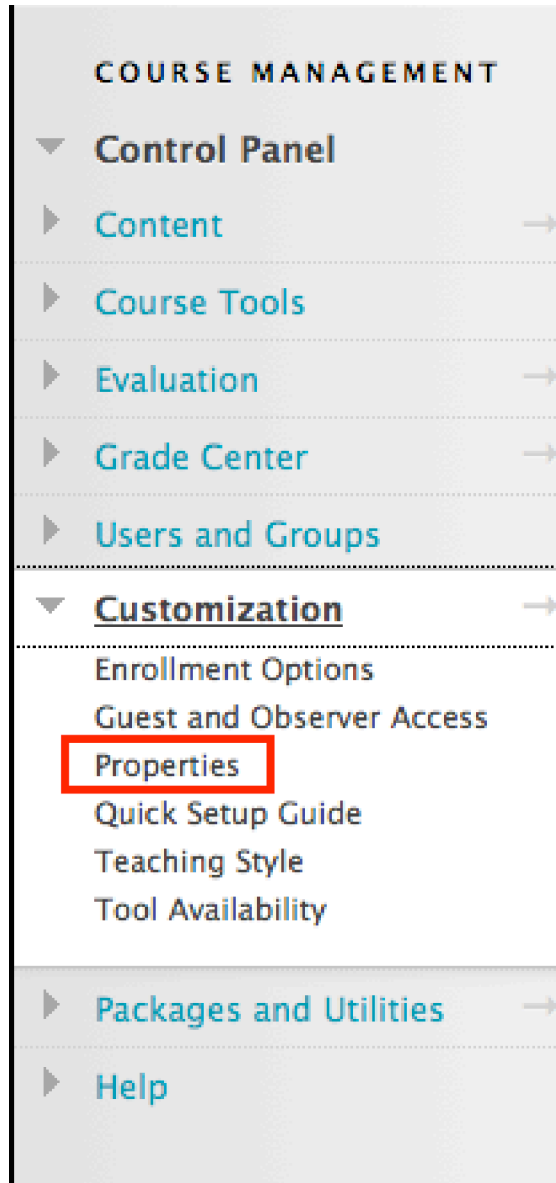 COURSE MANAGEMENT
Control Panel
Content
Course Tools
Evaluation
Grade Center
Users and Groups
Customization
Enrollment Options
Guest and Observer Access
Properties
Quick Setup Guide
Teaching Style
Tool Availability
Packages and Utilities
Help